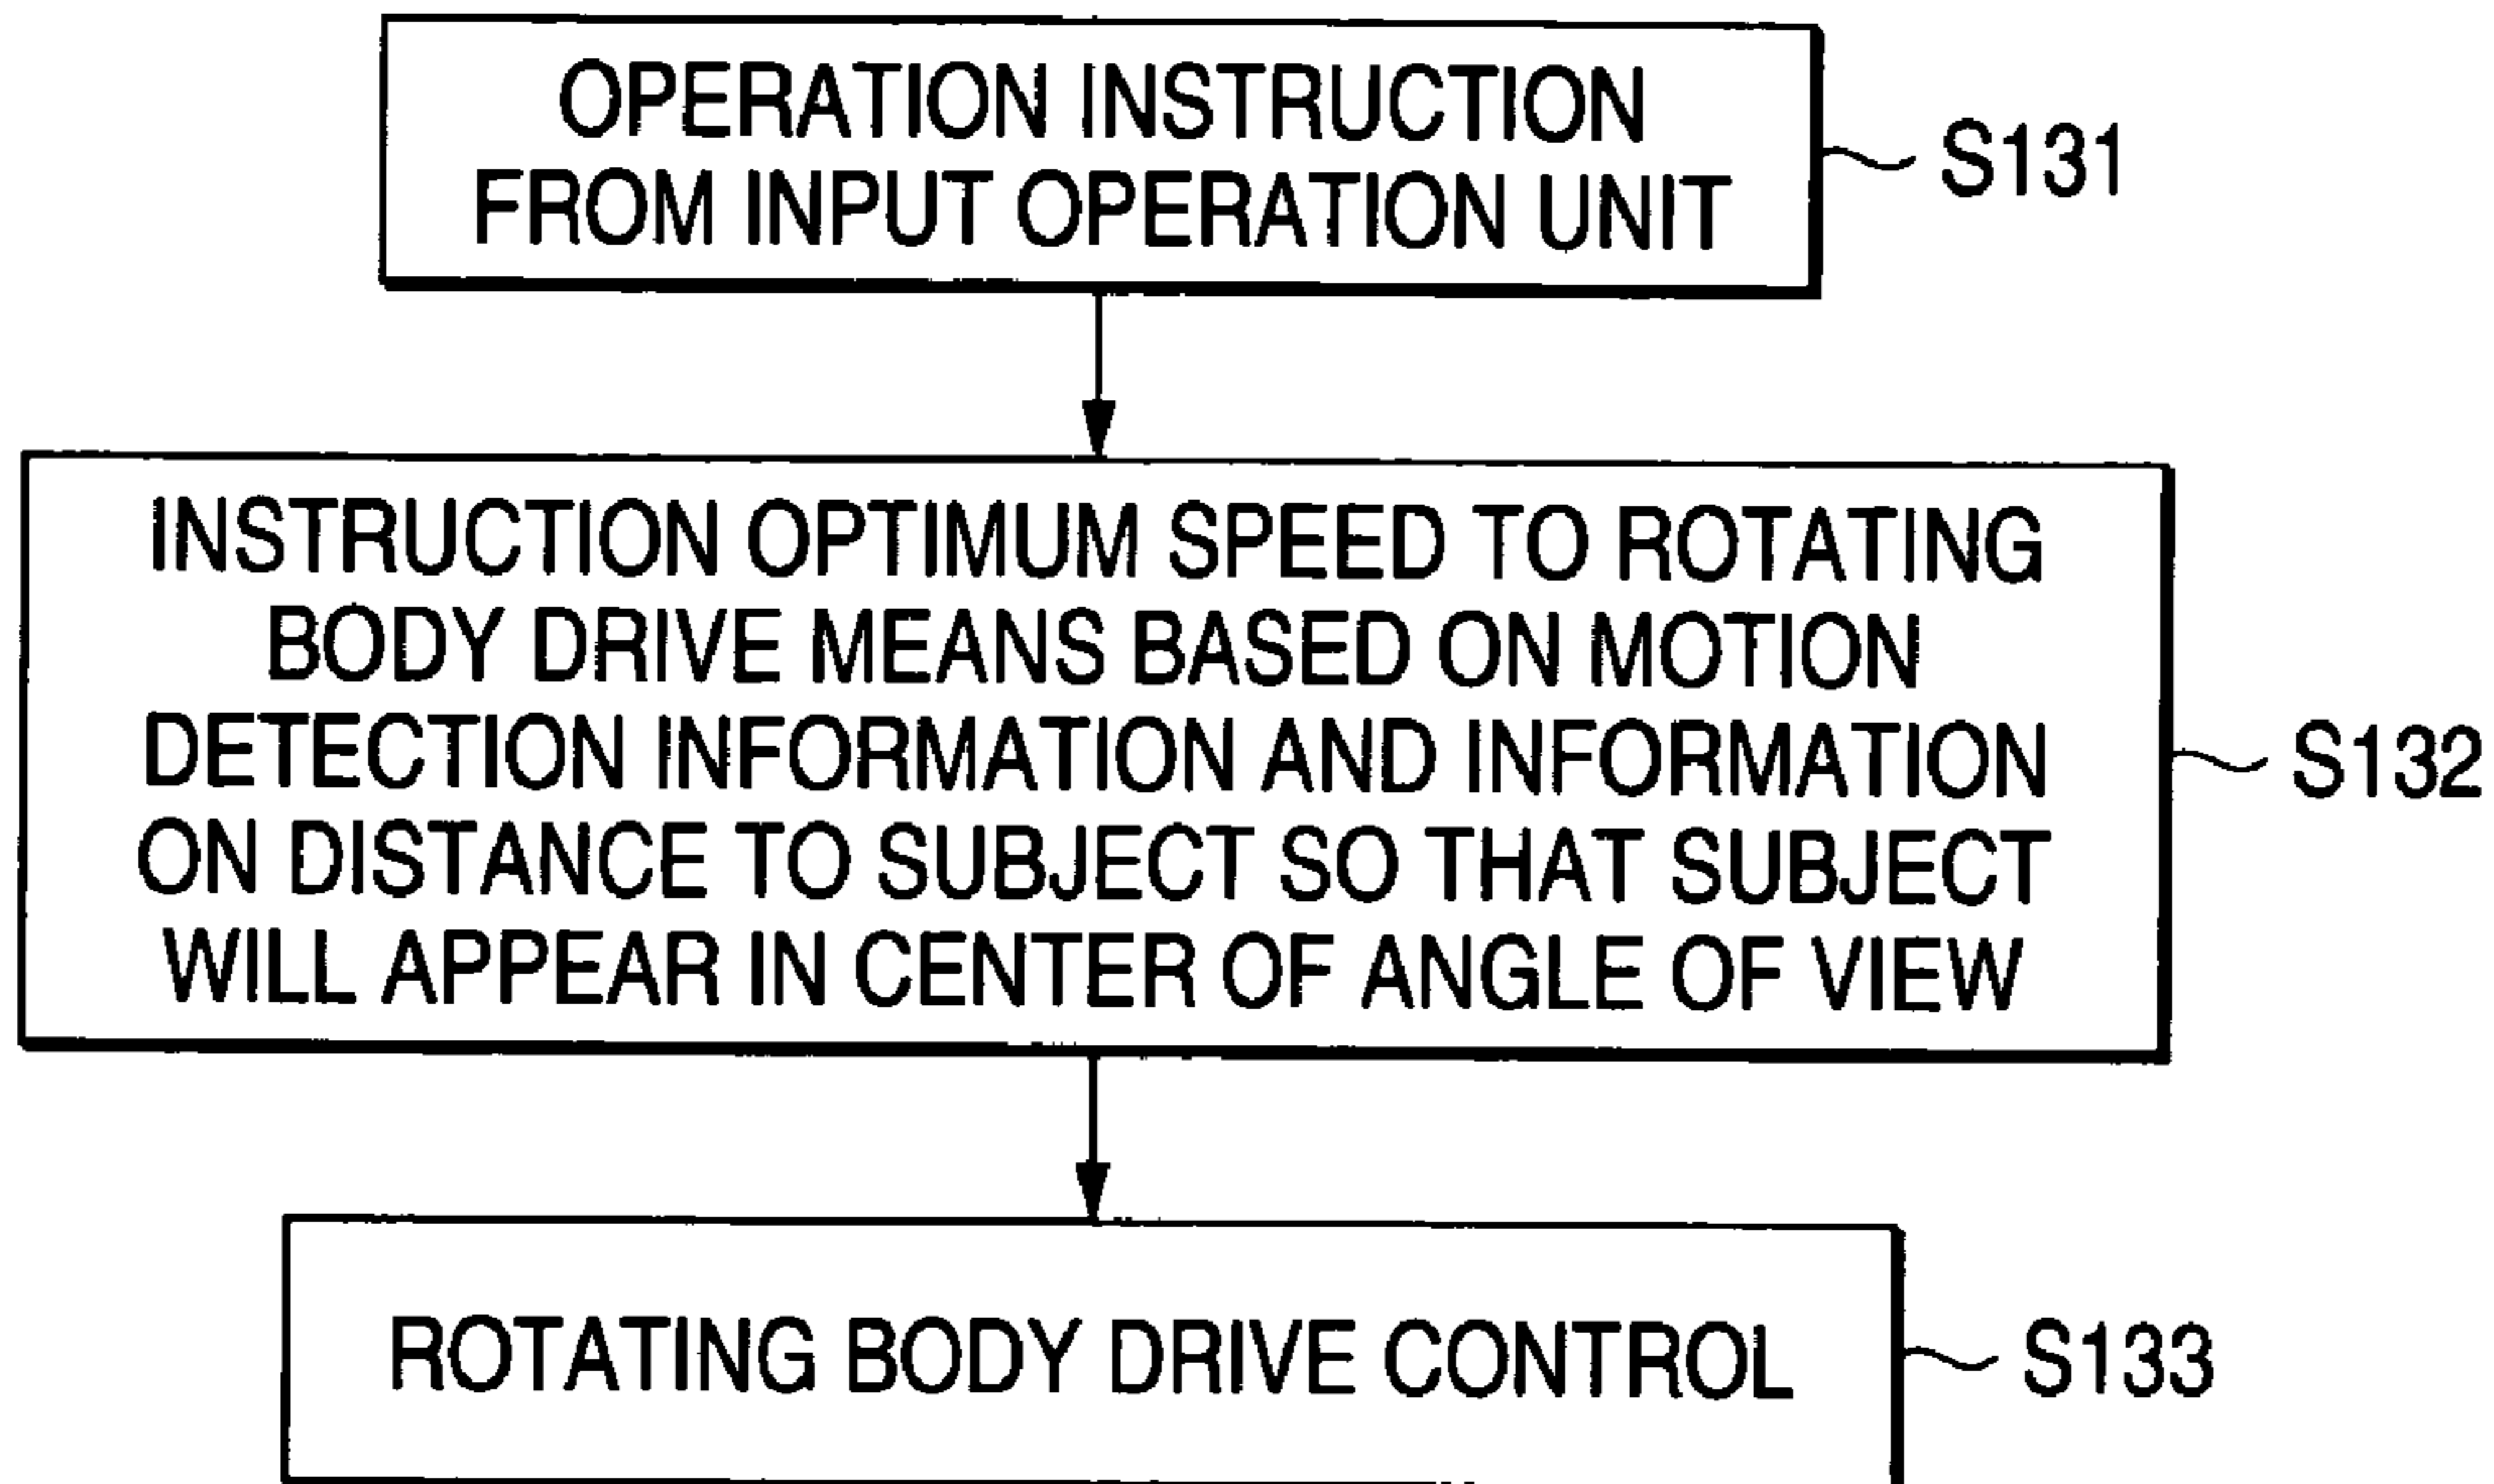 OPERATION INSTRUCTION
FROM INPUT OPERATION UNIT
S131
INSTRUCTION OPTIMUM SPEED TO ROTATING
BODY DRIVE MEANS BASED ON MOTION
DETECTION INFORMATION AND INFORMATION
ON DISTANCE TO SUBJECT SO THAT SUBJECT
WILL APPEAR IN CENTER OF ANGLE OF VIEW
S132
ROTATING BODY DRIVE CONTROL
S133